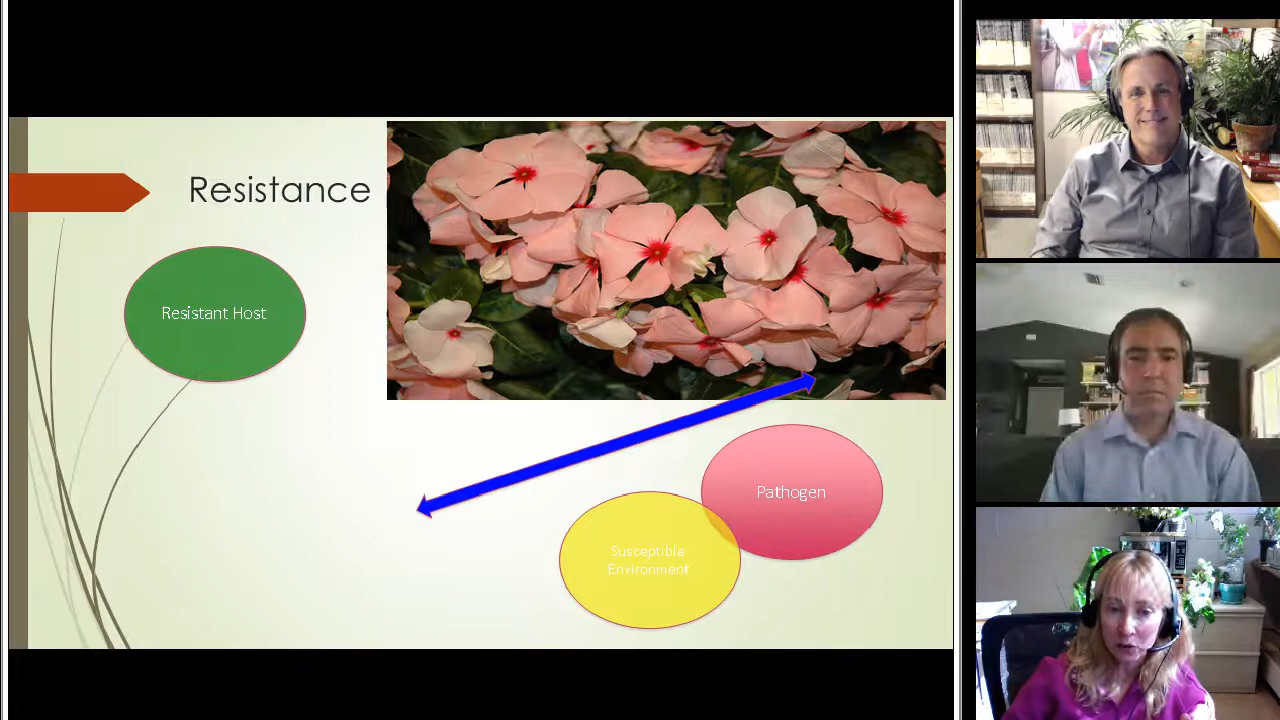 Resistance
Resistant Host
Pathogen
Susceptible
Environment